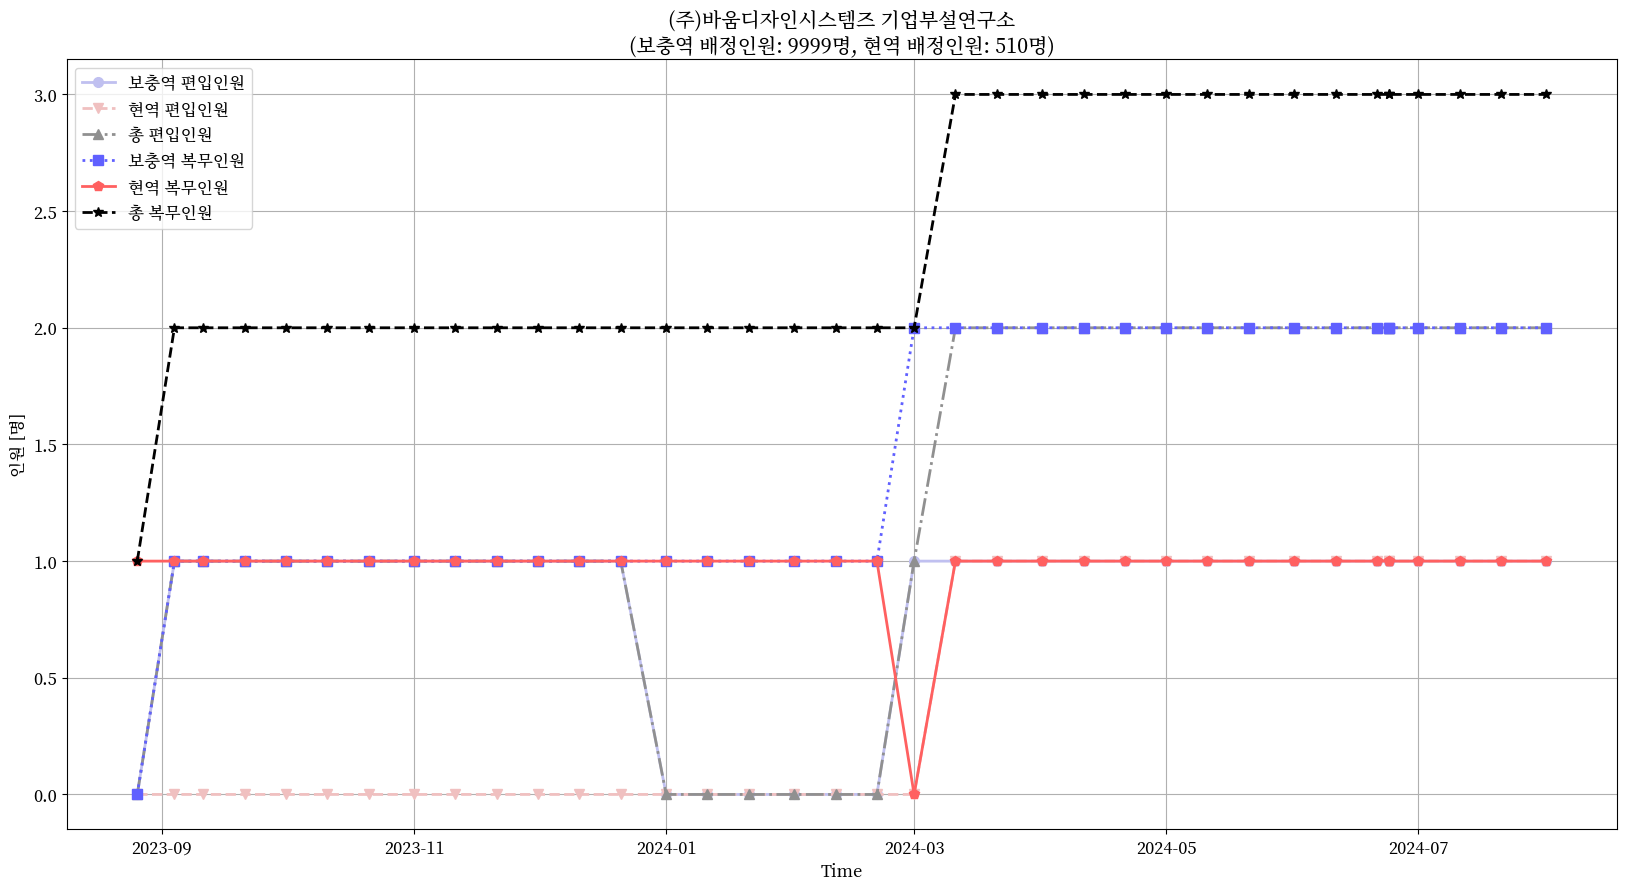 (주)바움디자인시스템즈 기업부설연구소
(보충역 배정인원: 9999명, 현역 배정인원: 510명)
보충역 편입인원
현역 편입인원
총 편입인원
보충역 복무인원
현역 복무인원
총 복무인원
3.0
2.5
2.0
1.5
1.0
0.5
0.0
인원 [명]
2023-09
2023-11
2024-01
2024-03
2024-05
2024-07
Time